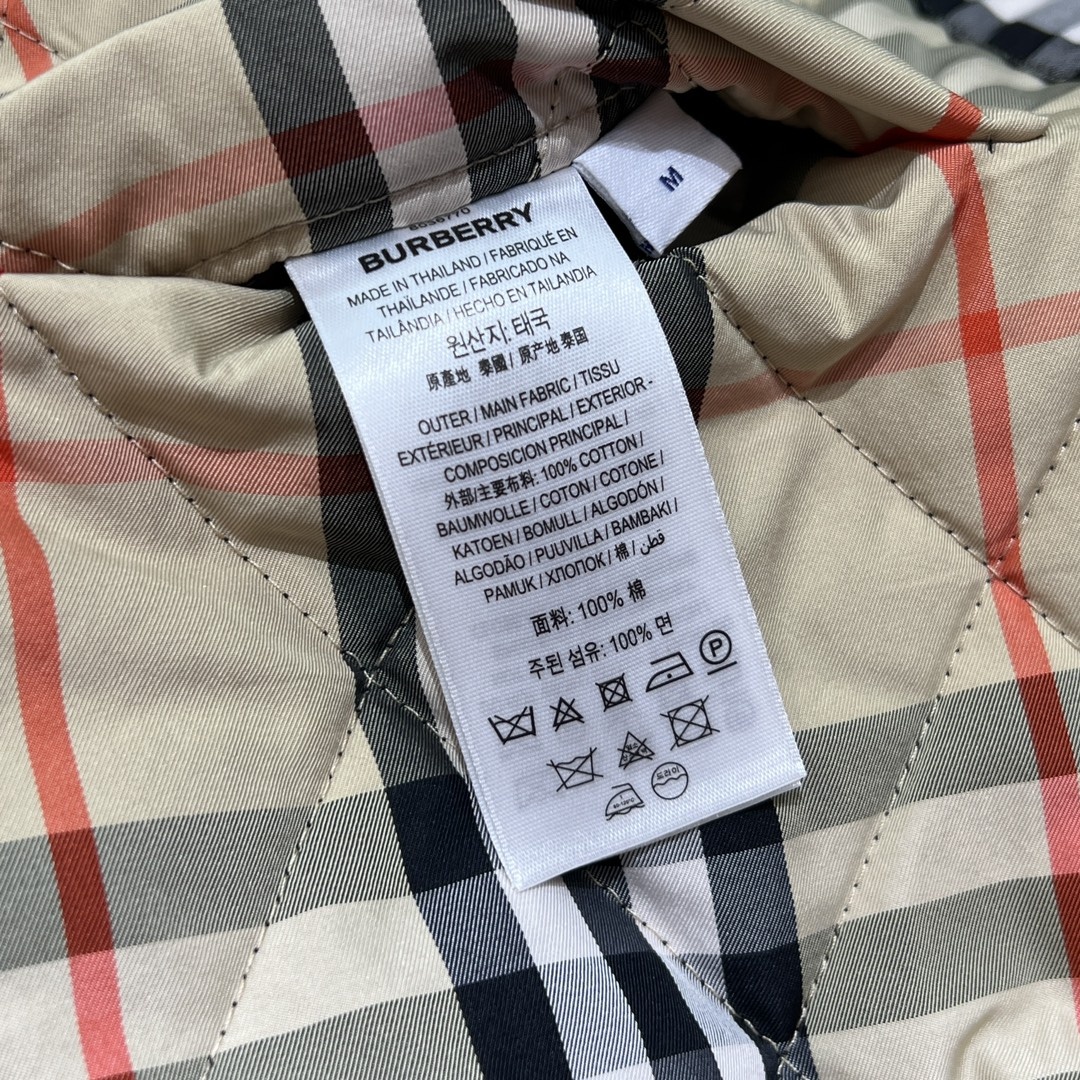 M
BURBERRY
MADE IN THAILAND / FABRIQUÉ EN
THAÏLANDE / FABRICADO NA
TAILÂNDIA / HECHO EN TAILANDIA
원산지: 태국
原產地 泰國 / 原产地 泰国
OUTER / MAIN FABRIC / TISSU
EXTÉRIEUR / PRINCIPAL / EXTERIOR -
COMPOSICION PRINCIPAL /
外部/主要布料: 100% COTTON /
BAUMWOLLE / COTON / COTONE /
KATOEN / BOMULL / ALGODÓN /
ALGODÃO / PUUVILLA / BAMBAKI /
PAMUK / ХЛОПОК / 棉 / قطن
面料: 100% 棉
주된 섬유: 100% 면
P
드라이